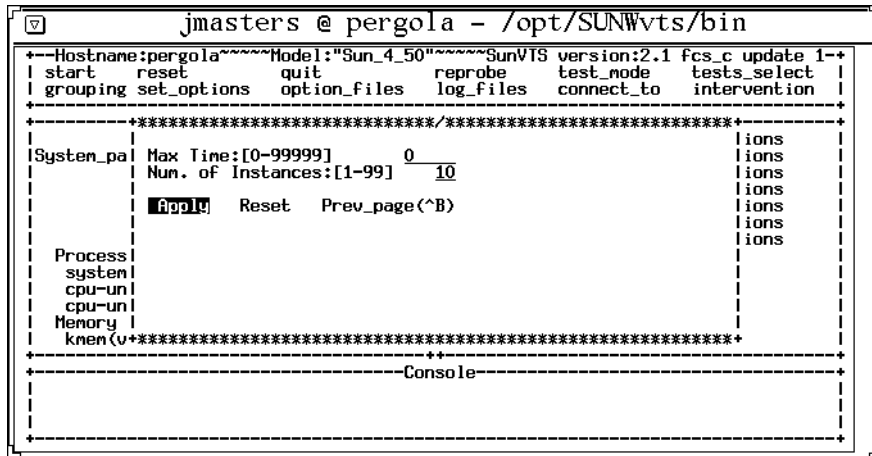 jmasters @ pergola - /opt/SUNWvts/bin
+--Hostname:pergola~~~~~Model:"Sun_4_50"~~~~~SunVTS version:2.1 fcs_c update 1-+
start reset quit reprobe test_mode tests_select
grouping set_options option_files log_files connect_to intervention
ions
System_pa Max Time:[0-99999] 0 ions
Num. of Instances:[1-99] 10 ions
ions
Apply Reset Prev_page(^B) ions
ions
ions
Process
system
cpu-un
cpu-un
Memory
kmem(v
Console